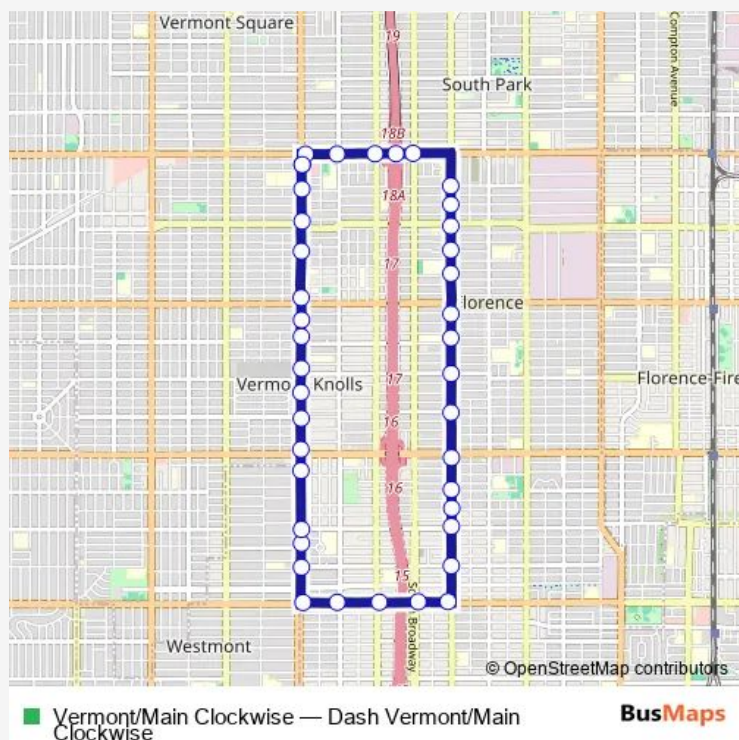 Vermont Square
19
Compton Avenue
South Park
18B
18A
17
lorence
17
Vermo Knolls
Florence-Fire
16
16
15
So Broadway
Westmont
© OpenStreetMap contributors
Vermont/Main Clockwise — Dash Vermont/Main
Clockwise
BusMaps